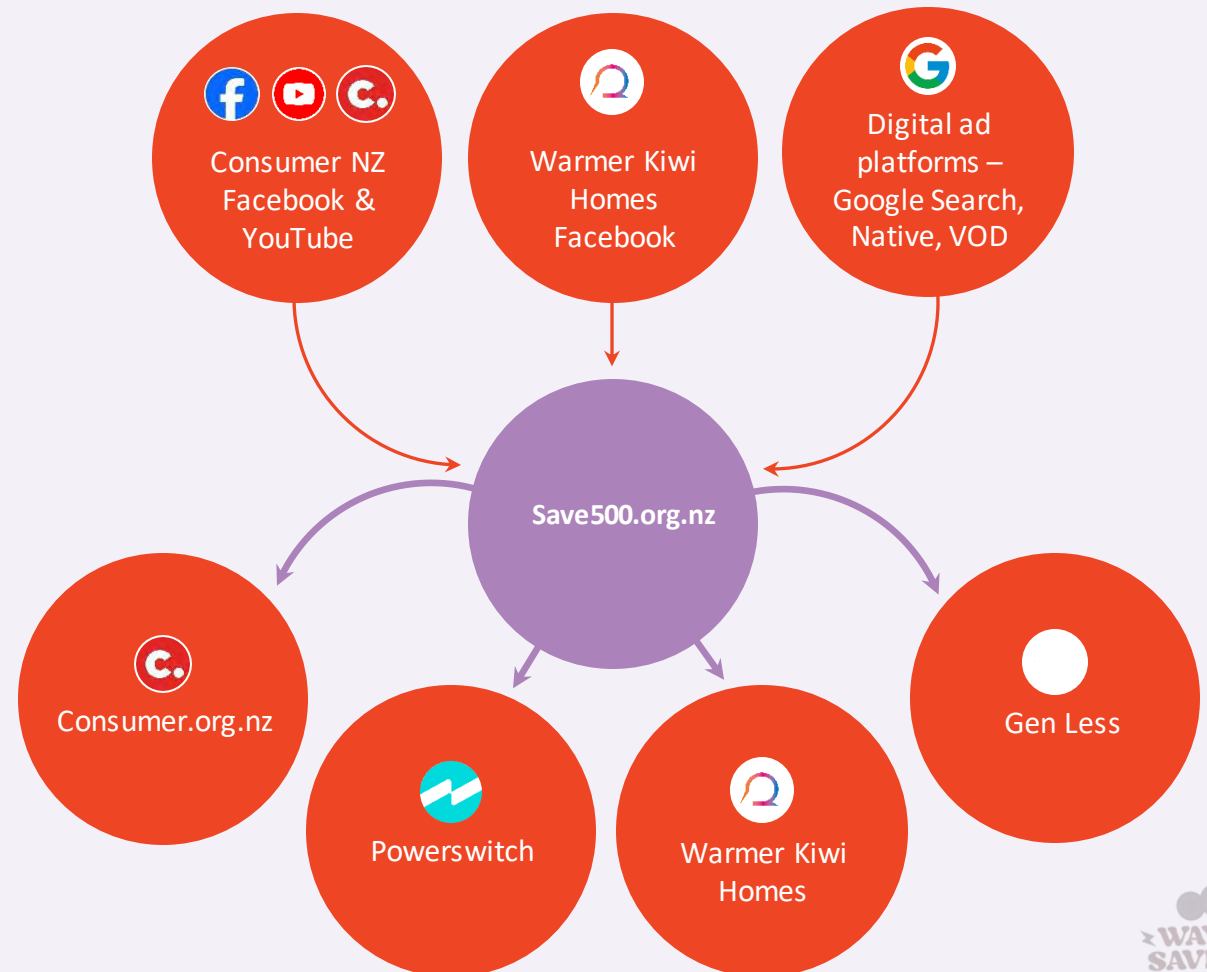 Consumer NZ
Facebook &
YouTube
Warmer Kiwi
Homes
Facebook
Digital ad
platforms –
Google Search,
Native, VOD
Save500.org.nz
Consumer.org.nz
Powerswitch
Warmer Kiwi
Homes
Gen Less